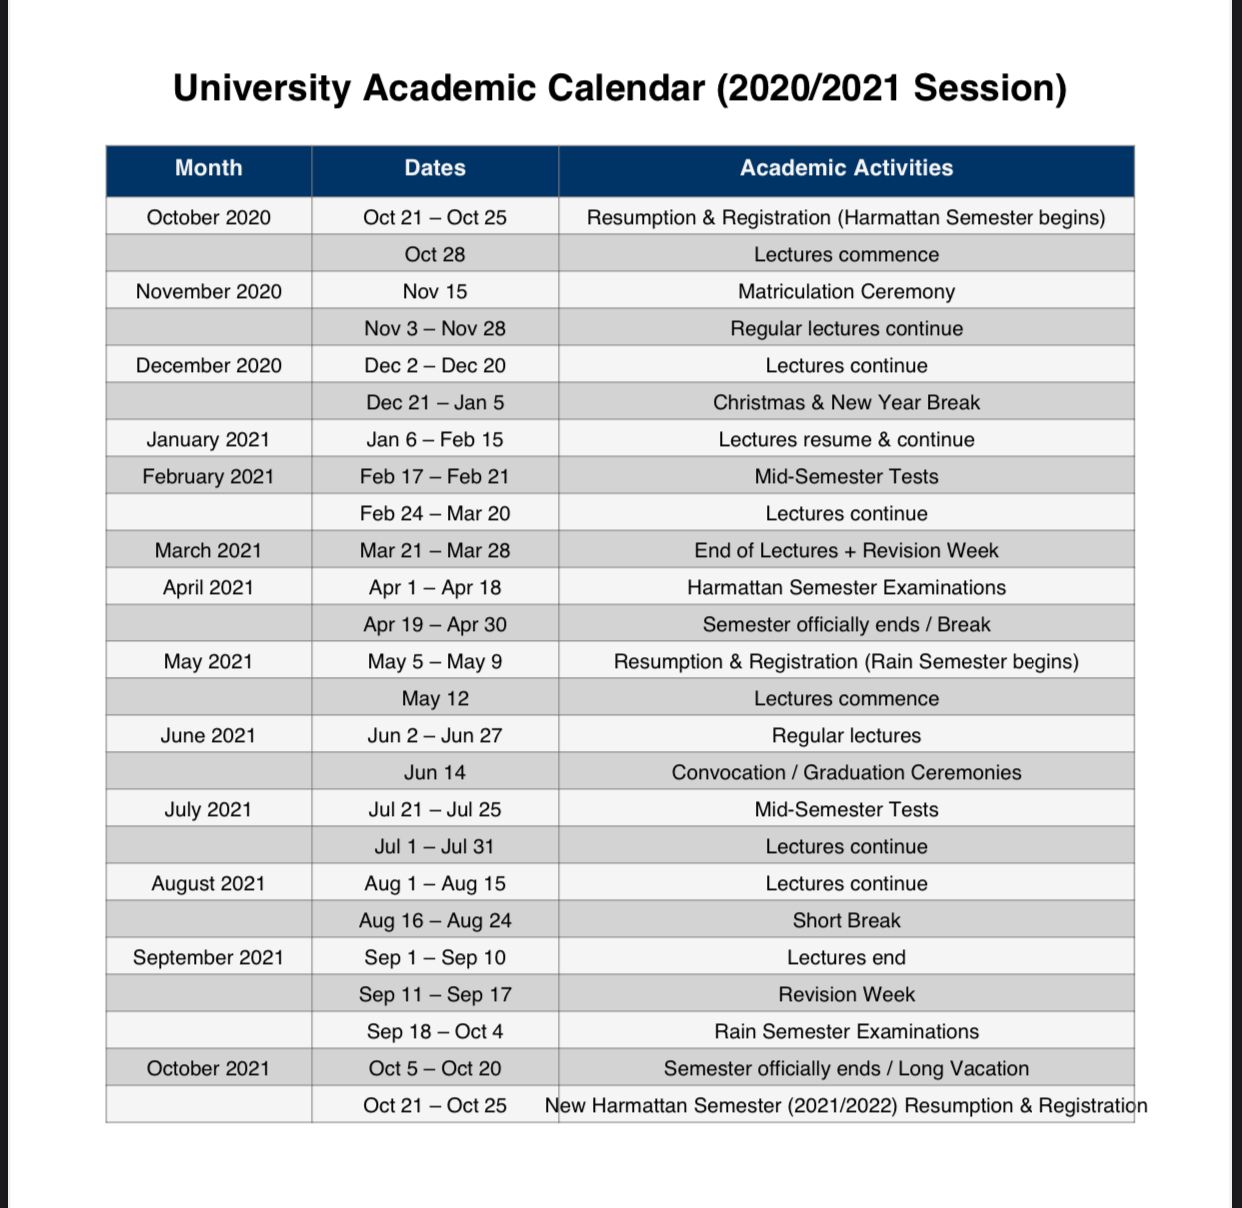 University Academic Calendar (2020/2021 Session)
Month Dates Academic Activities
October 2020 Oct 21 – Oct 25 Resumption & Registration (Harmattan Semester begins)
Oct 28 Lectures commence
November 2020 Nov 15 Matriculation Ceremony
Nov 3 – Nov 28 Regular lectures continue
December 2020 Dec 2 – Dec 20 Lectures continue
Dec 21 – Jan 5 Christmas & New Year Break
January 2021 Jan 6 – Feb 15 Lectures resume & continue
February 2021 Feb 17 – Feb 21 Mid-Semester Tests
Feb 24 – Mar 20 Lectures continue
March 2021 Mar 21 – Mar 28 End of Lectures + Revision Week
April 2021 Apr 1 – Apr 18 Harmattan Semester Examinations
Apr 19 – Apr 30 Semester officially ends / Break
May 2021 May 5 – May 9 Resumption & Registration (Rain Semester begins)
May 12 Lectures commence
June 2021 Jun 2 – Jun 27 Regular lectures
Jun 14 Convocation / Graduation Ceremonies
July 2021 Jul 21 – Jul 25 Mid-Semester Tests
Jul 1 – Jul 31 Lectures continue
August 2021 Aug 1 – Aug 15 Lectures continue
Aug 16 – Aug 24 Short Break
September 2021 Sep 1 – Sep 10 Lectures end
Sep 11 – Sep 17 Revision Week
Sep 18 – Oct 4 Rain Semester Examinations
October 2021 Oct 5 – Oct 20 Semester officially ends / Long Vacation
Oct 21 – Oct 25 New Harmattan Semester (2021/2022) Resumption & Registration